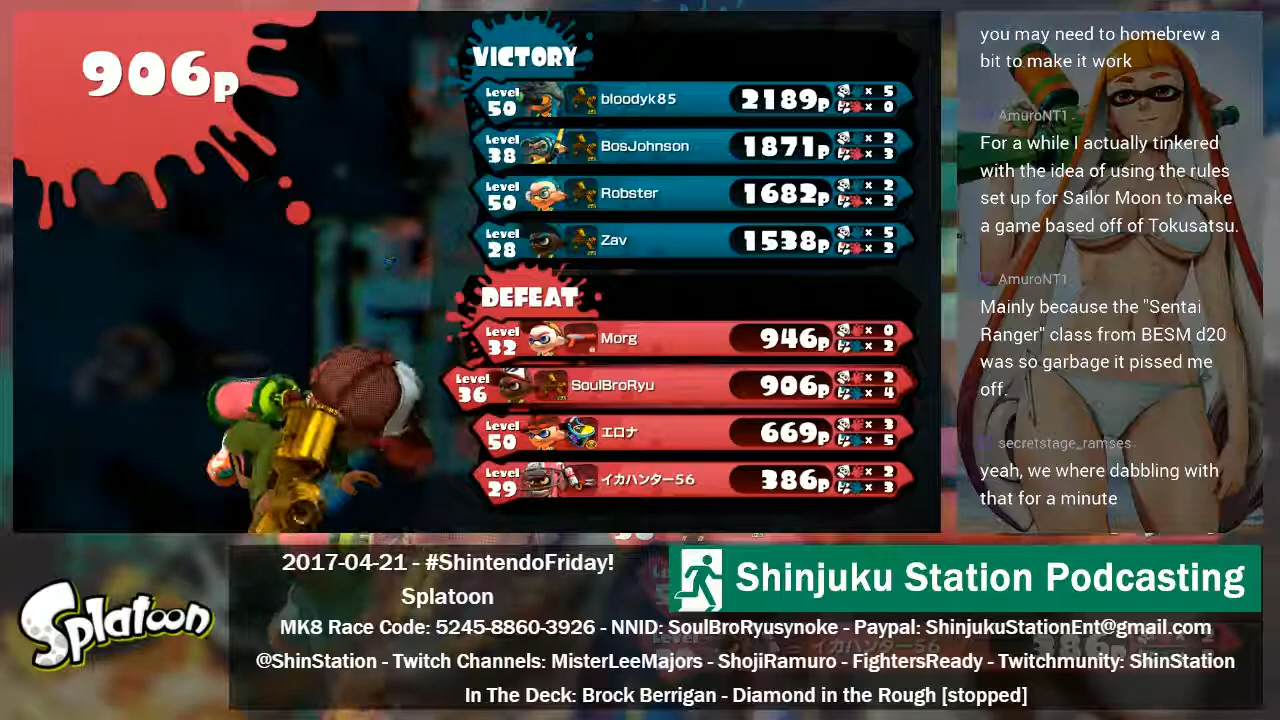 906p
VICTORY
Level 50 bloodyk85 2189p x 5 x 0
Level 38 BosJohnson 1871p x 2 x 3
Level 50 Robster 1682p x 2 x 2
Level 28 Zav 1538p x 5 x 2
DEFEAT
Level 32 Morg 946p x 0 x 2
Level 36 SoulBroRyu 906p x 2 x 4
Level 50 エロナ 669p x 3 x 5
Level 29 イカハンター56 386p x 2 x 3
you may need to homebrew a
bit to make it work
AmuroNT1
For a while I actually tinkered
with the idea of using the rules
set up for Sailor Moon to make
a game based off of Tokusatsu.
AmuroNT1
Mainly because the "Sentai
Ranger" class from BESM d20
was so garbage it pissed me
off.
secretstage_ramses
yeah, we where dabbling with
that for a minute
Splatoon
2017-04-21 - #ShintendoFriday!
Splatoon
Shinjuku Station Podcasting
MK8 Race Code: 5245-8860-3926 - NNID: SoulBroRyusynoke - Paypal: ShinjukuStationEnt@gmail.com
@ShinStation - Twitch Channels: MisterLeeMajors - ShojiRamuro - FightersReady - Twitchmunity: ShinStation
In The Deck: Brock Berrigan - Diamond in the Rough [stopped]